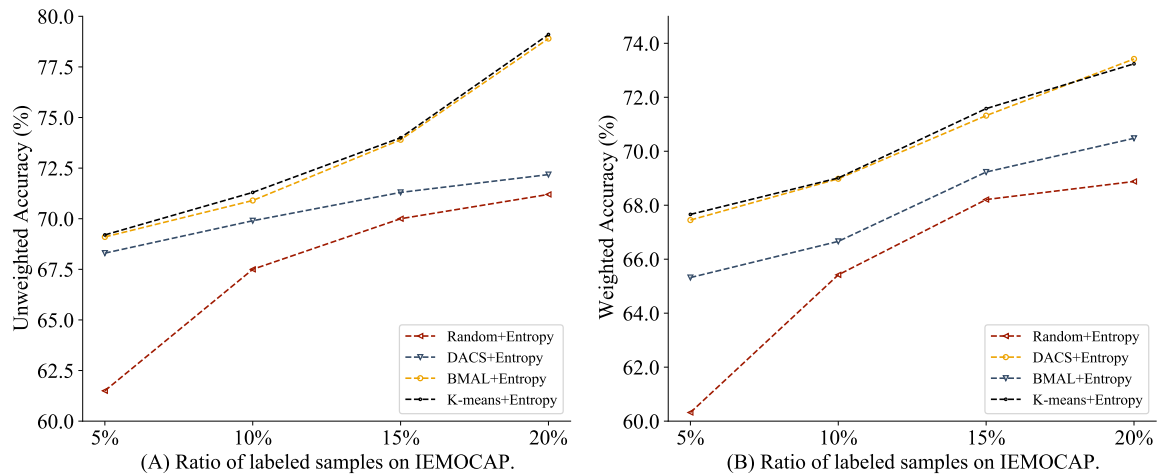 80.0
77.5
75.0
72.5
70.0
67.5
65.0
62.5
60.0
Unweighted Accuracy (%)
5%
10%
15%
20%
Random+Entropy
DACS+Entropy
BMAL+Entropy
K-means+Entropy
(A) Ratio of labeled samples on IEMOCAP.
74.0
72.0
70.0
68.0
66.0
64.0
62.0
60.0
Weighted Accuracy (%)
5%
10%
15%
20%
Random+Entropy
DACS+Entropy
BMAL+Entropy
K-means+Entropy
(B) Ratio of labeled samples on IEMOCAP.